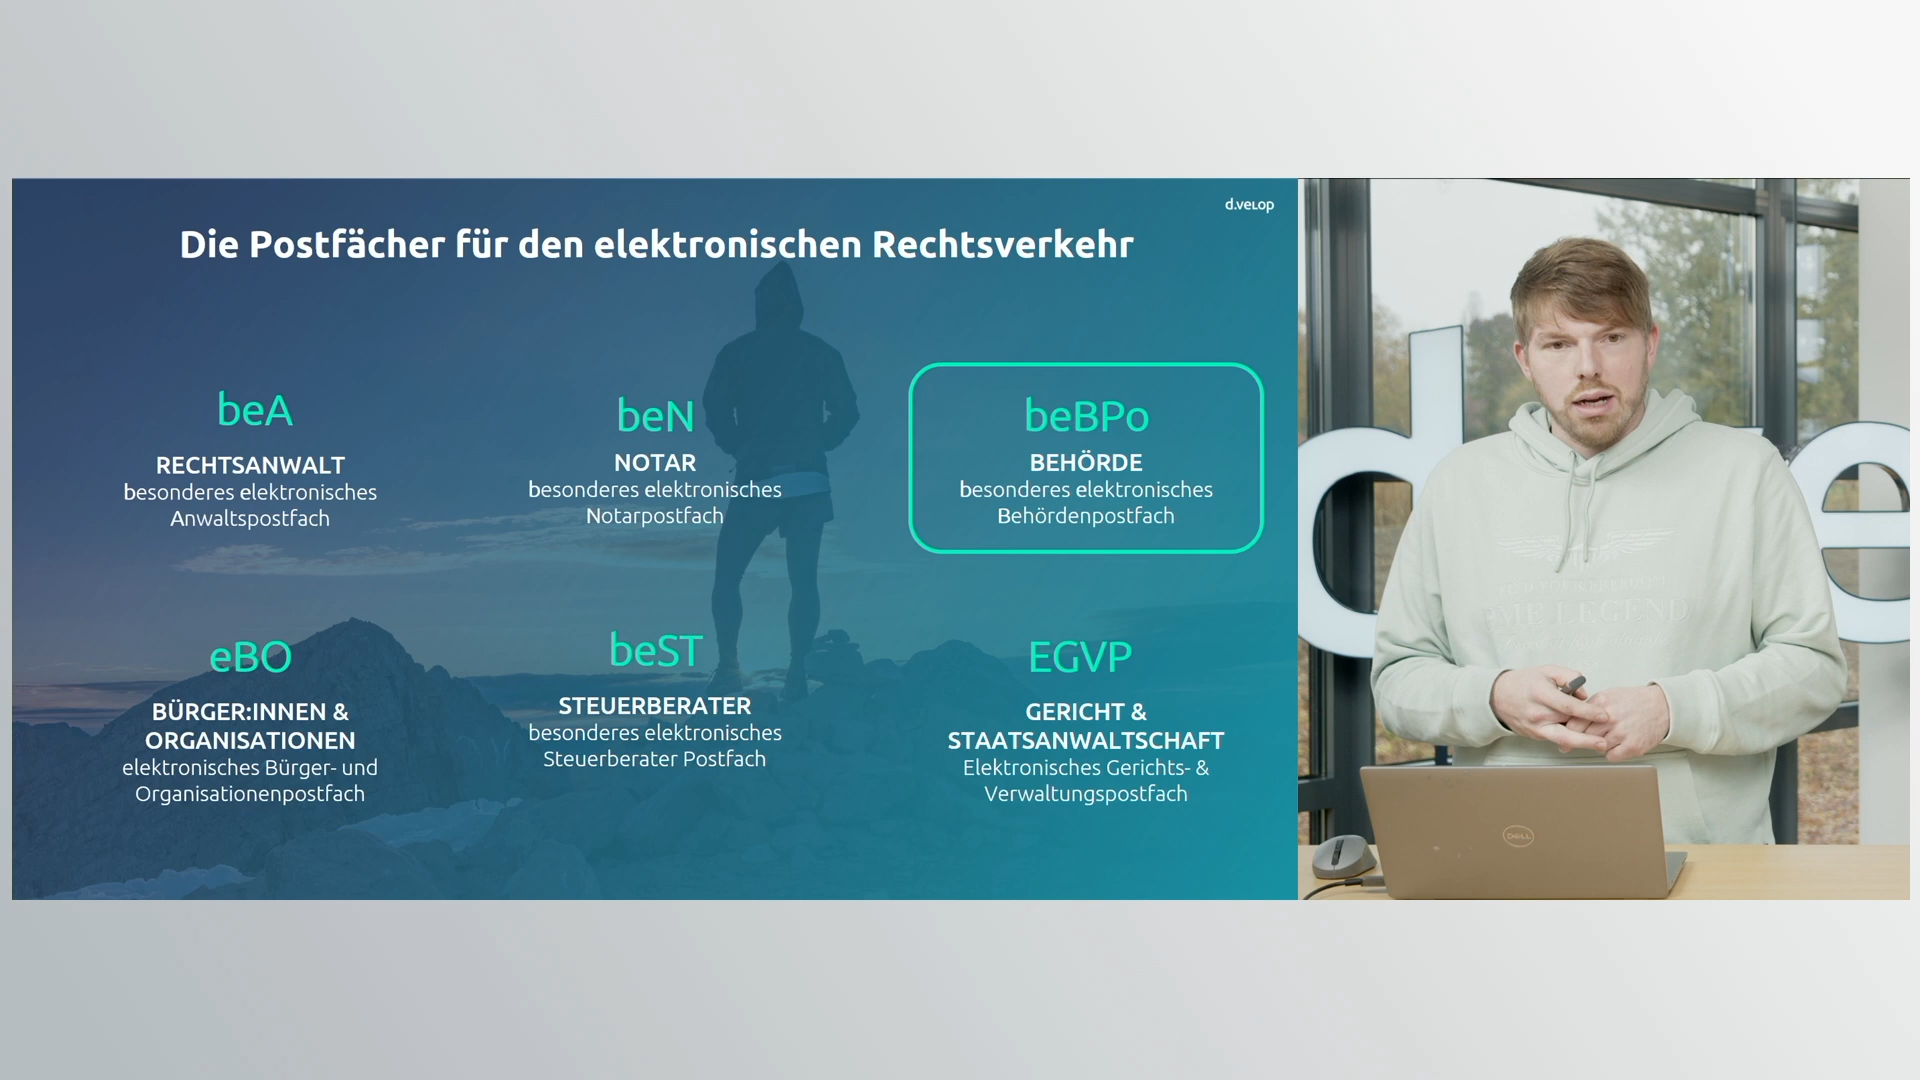 d.velop
Die Postfächer für den elektronischen Rechtsverkehr
beA
RECHTSANWALT
besonderes elektronisches
Anwaltspostfach
beN
NOTAR
besonderes elektronisches
Notarpostfach
beBPo
BEHÖRDE
besonderes elektronisches
Behördenpostfach
eBO
BÜRGER:INNEN &
ORGANISATIONEN
elektronisches Bürger- und
Organisationenpostfach
beST
STEUERBERATER
besonderes elektronisches
Steuerberater Postfach
EGVP
GERICHT &
STAATSANWALTSCHAFT
Elektronisches Gerichts- &
Verwaltungspostfach
d
e
LEGEND
DELL